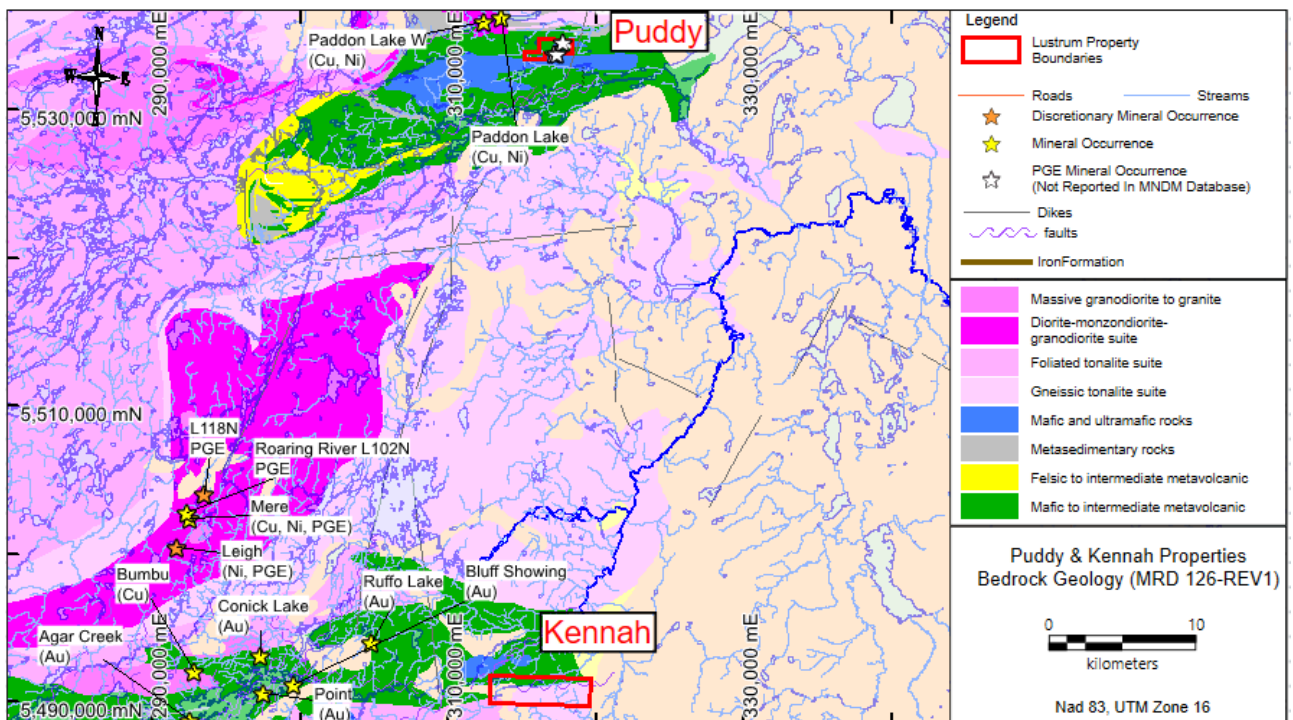 Paddon Lake W
(Cu, Ni)
Puddy
N
W
E
290,000 mE
310,000 mE
330,000 mE
5,530,000 mN
Paddon Lake
(Cu, Ni)
5,510,000 mN
L118N
PGE
Roaring River L102N
PGE
Mere
(Cu, Ni, PGE)
Leigh
(Ni, PGE)
Bumbu
(Cu)
Conick Lake
(Au)
Ruffo Lake
(Au)
Bluff Showing
(Au)
Kennah
Agar Creek
(Au)
Point
(Au)
290,000 mE
310,000 mE
330,000 mE
5,490,000 mN
Legend
Lustrum Property
Boundaries
Roads
Streams
Discretionary Mineral Occurrence
Mineral Occurrence
PGE Mineral Occurrence
(Not Reported In MNDM Database)
Dikes
faults
IronFormation
Massive granodiorite to granite
Diorite-monzondiorite-
granodiorite suite
Foliated tonalite suite
Gneissic tonalite suite
Mafic and ultramafic rocks
Metasedimentary rocks
Felsic to intermediate metavolcanic
Mafic to intermediate metavolcanic
Puddy & Kennah Properties
Bedrock Geology (MRD 126-REV1)
0 10
kilometers
Nad 83, UTM Zone 16